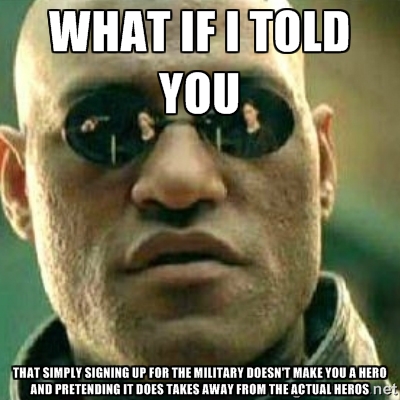 WHAT IF I TOLD
YOU
THAT SIMPLY SIGNING UP FOR THE MILITARY DOESN'T MAKE YOU A HERO
AND PRETENDING IT DOES TAKES AWAY FROM THE ACTUAL HEROS
net